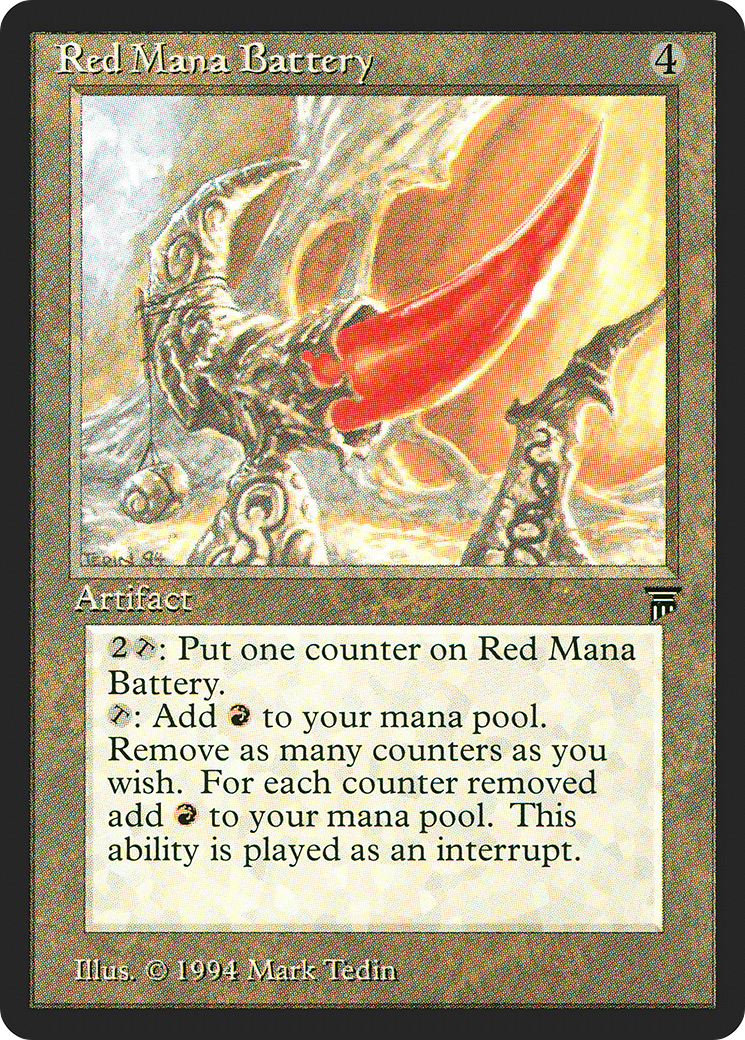 Red Mana Battery 4
TEDIN 94
Artifact
2 T: Put one counter on Red Mana
Battery.
T: Add to your mana pool.
Remove as many counters as you
wish. For each counter removed
add to your mana pool. This
ability is played as an interrupt.
Illus. © 1994 Mark Tedin